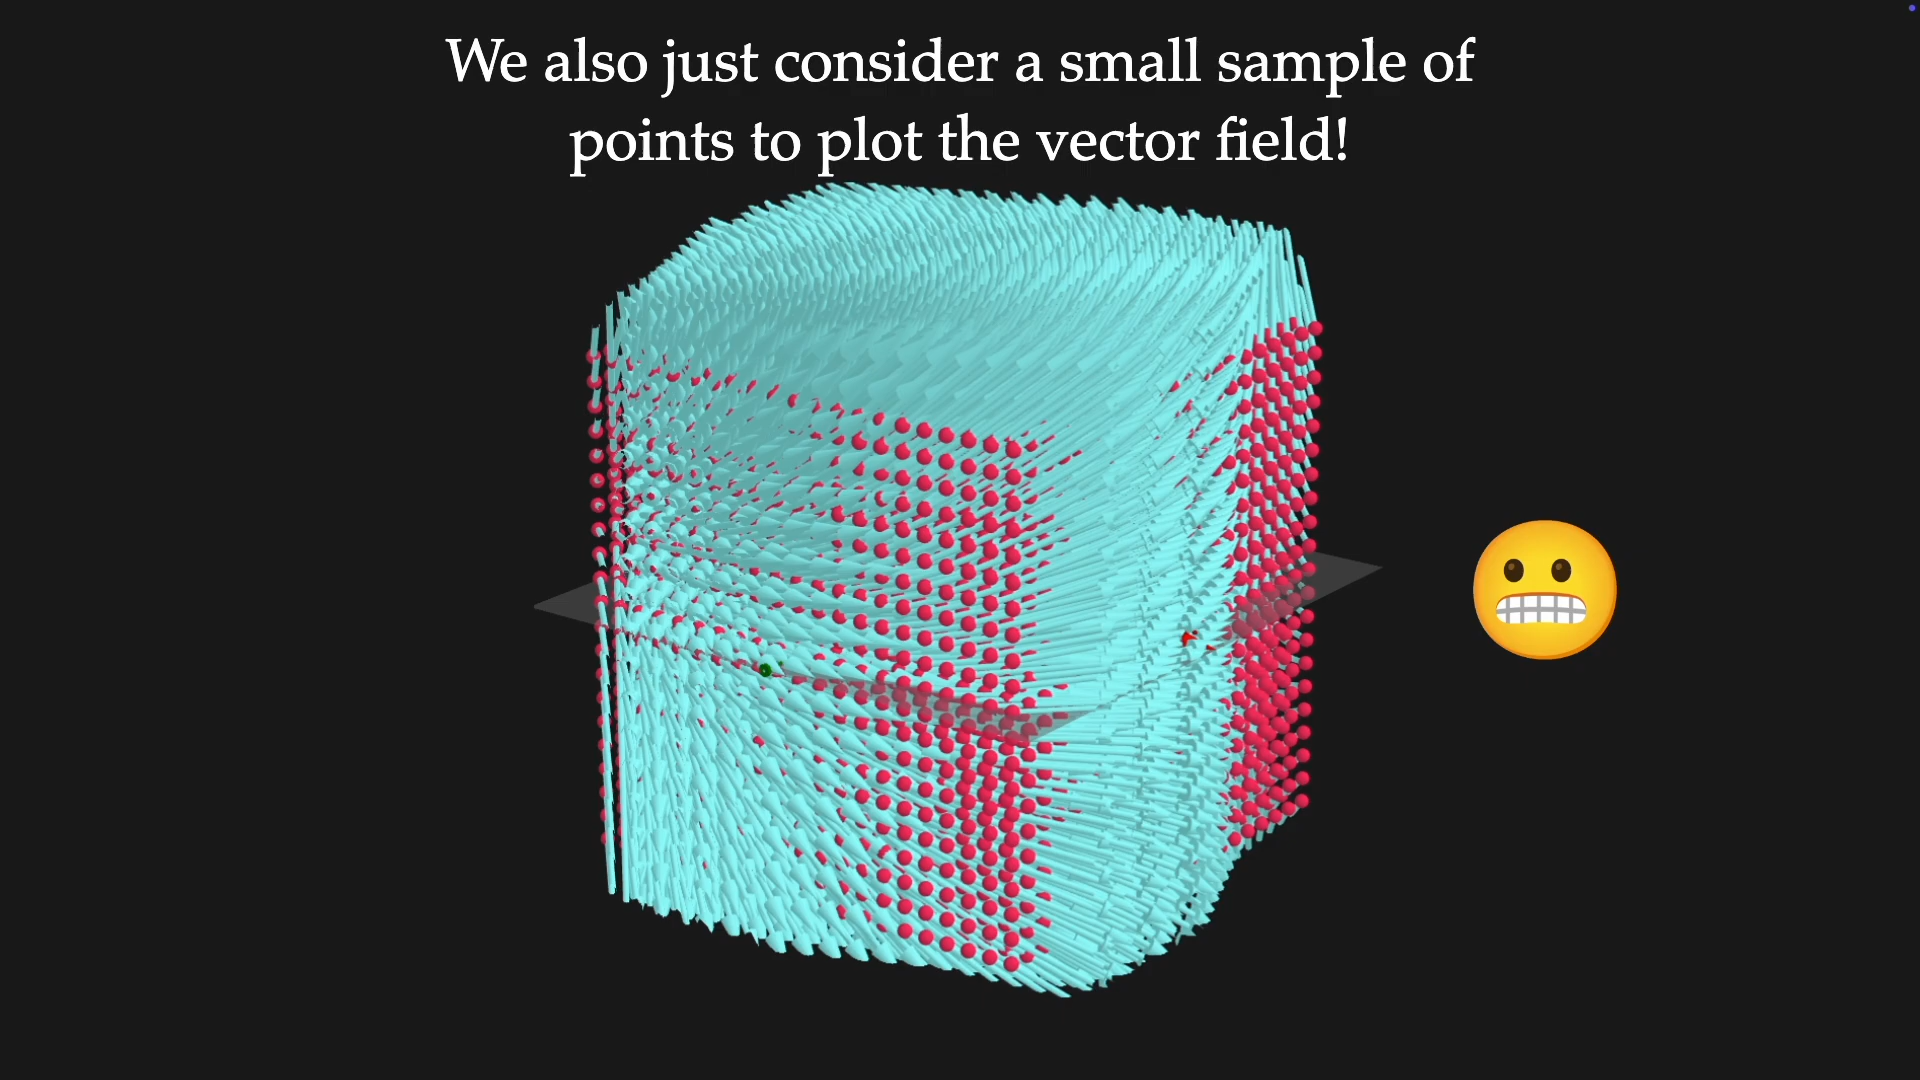 We also just consider a small sample of
points to plot the vector field!